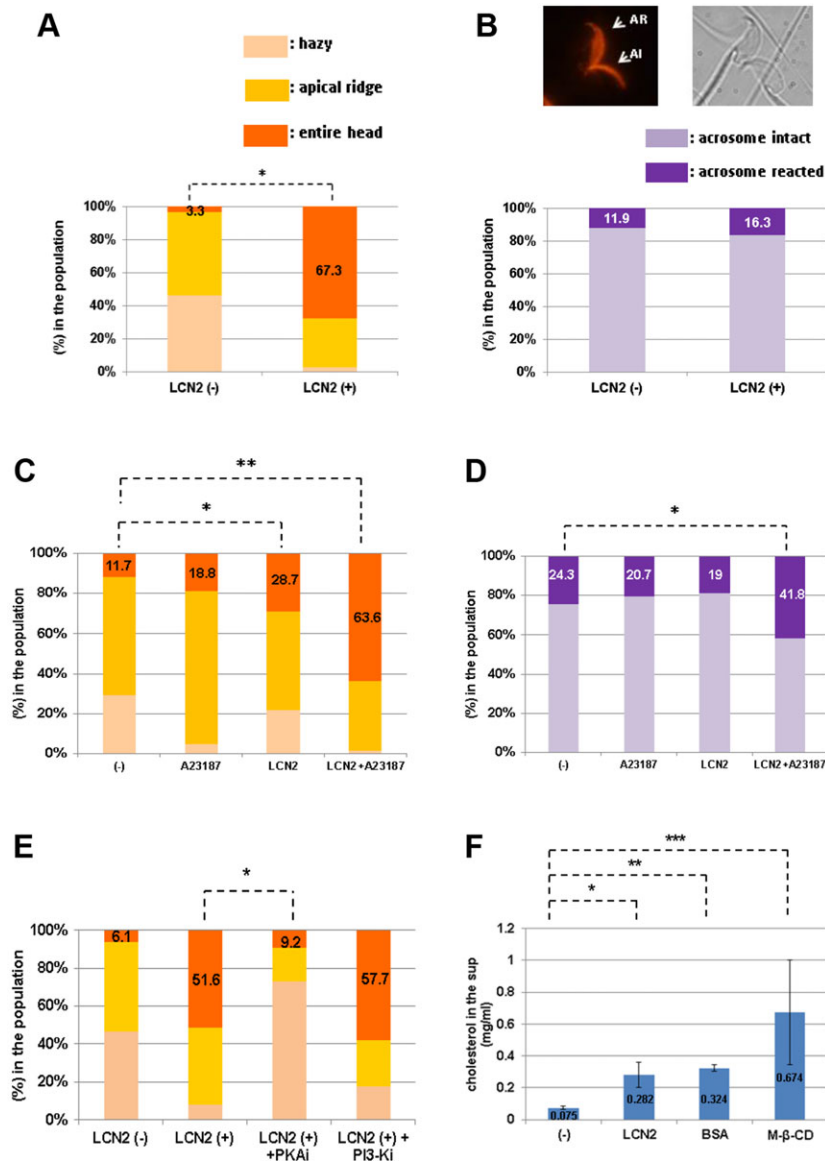 A
: hazy
: apical ridge
: entire head
*
(%) in the population
100%
80%
60%
40%
20%
0%
3.3
67.3
LCN2 (-)
LCN2 (+)
B
AR
AI
: acrosome intact
: acrosome reacted
(%) in the population
100%
80%
60%
40%
20%
0%
11.9
16.3
LCN2 (-)
LCN2 (+)
C
**
*
(%) in the population
100%
80%
60%
40%
20%
0%
11.7
18.8
28.7
63.6
(-)
A23187
LCN2
LCN2+A23187
D
*
(%) in the population
100%
80%
60%
40%
20%
0%
24.3
20.7
19
41.8
(-)
A23187
LCN2
LCN2+A23187
E
*
(%) in the population
100%
80%
60%
40%
20%
0%
6.1
51.6
9.2
57.7
LCN2 (-)
LCN2 (+)
LCN2 (+)
+PKAi
LCN2 (+) +
PI3-Ki
F
***
**
*
cholesterol in the sup
(mg/ml)
1.2
1
0.8
0.6
0.4
0.2
0
0.075
0.282
0.324
0.674
(-)
LCN2
BSA
M-β-CD